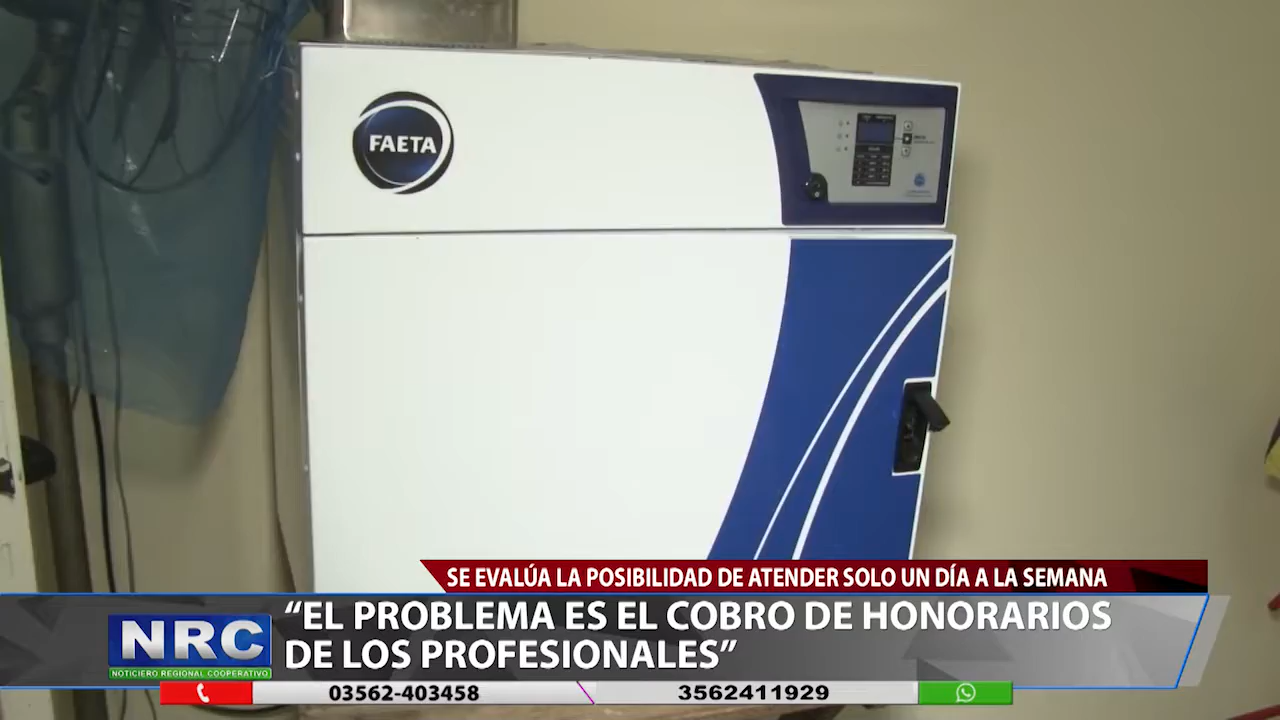 FAETA
SE EVALÚA LA POSIBILIDAD DE ATENDER SOLO UN DÍA A LA SEMANA
“EL PROBLEMA ES EL COBRO DE HONORARIOS
DE LOS PROFESIONALES”
NRC
NOTICIERO REGIONAL COOPERATIVO
03562-403458
3562411929